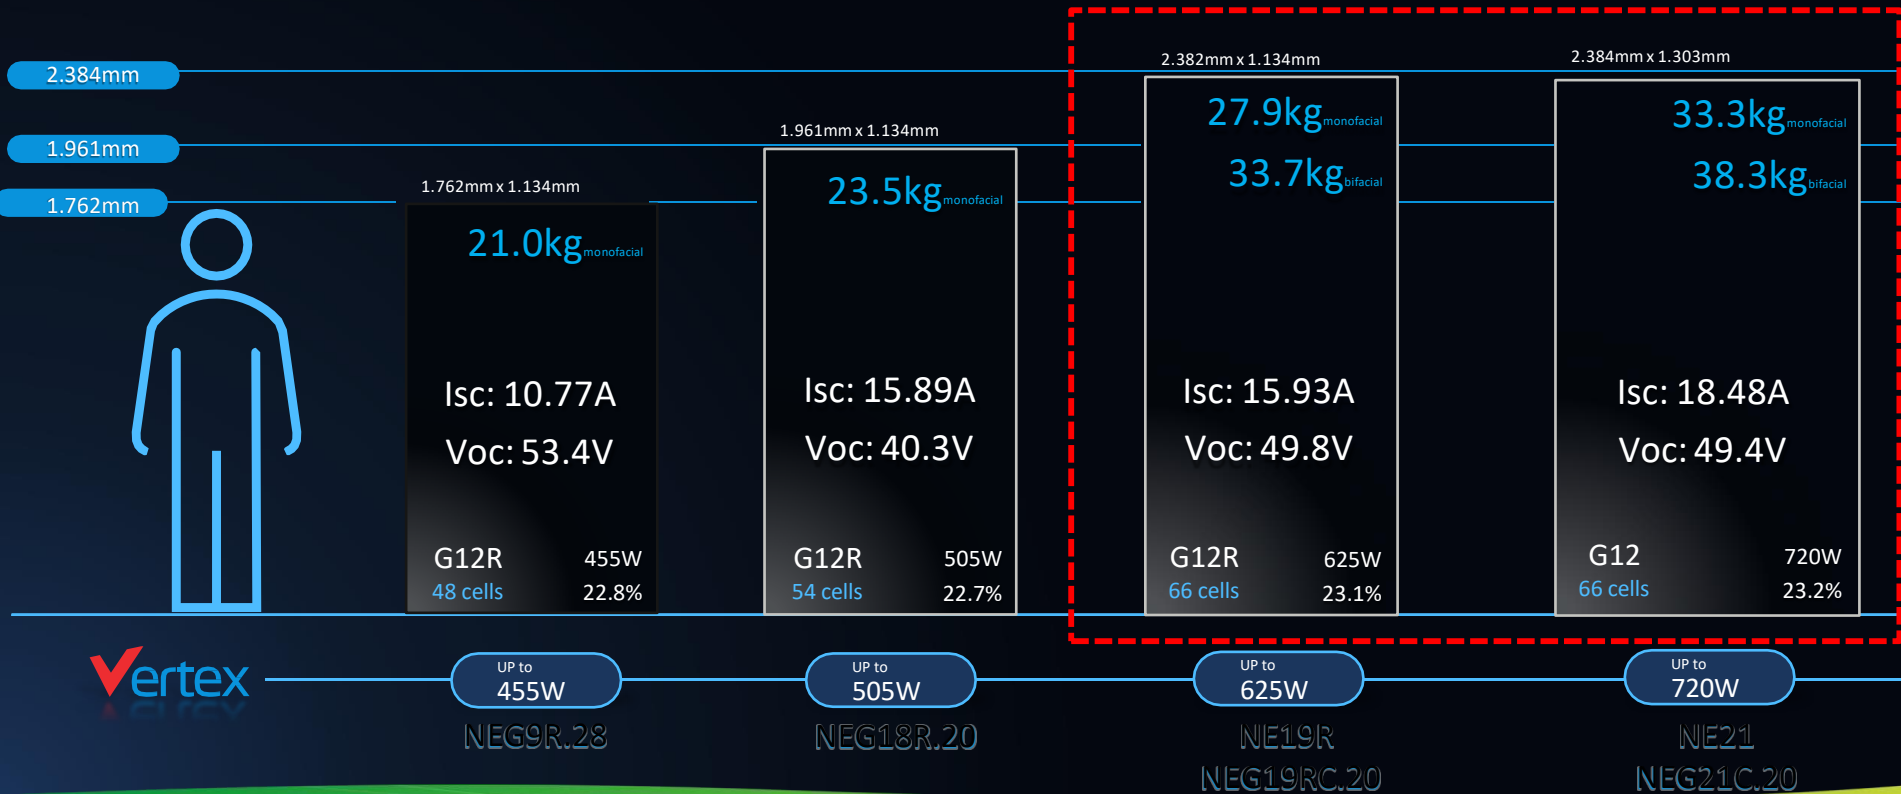 2.384mm
1.961mm
1.762mm
1.762mm x 1.134mm
21.0kg monofacial
Isc: 10.77A
Voc: 53.4V
G12R 455W
48 cells 22.8%
1.961mm x 1.134mm
23.5kg monofacial
Isc: 15.89A
Voc: 40.3V
G12R 505W
54 cells 22.7%
2.382mm x 1.134mm
27.9kg monofacial
33.7kg bifacial
Isc: 15.93A
Voc: 49.8V
G12R 625W
66 cells 23.1%
2.384mm x 1.303mm
33.3kg monofacial
38.3kg bifacial
Isc: 18.48A
Voc: 49.4V
G12 720W
66 cells 23.2%
Vertex
UP to
455W
NEG9R.28
UP to
505W
NEG18R.20
UP to
625W
NE19R
NEG19RC.20
UP to
720W
NE21
NEG21C.20